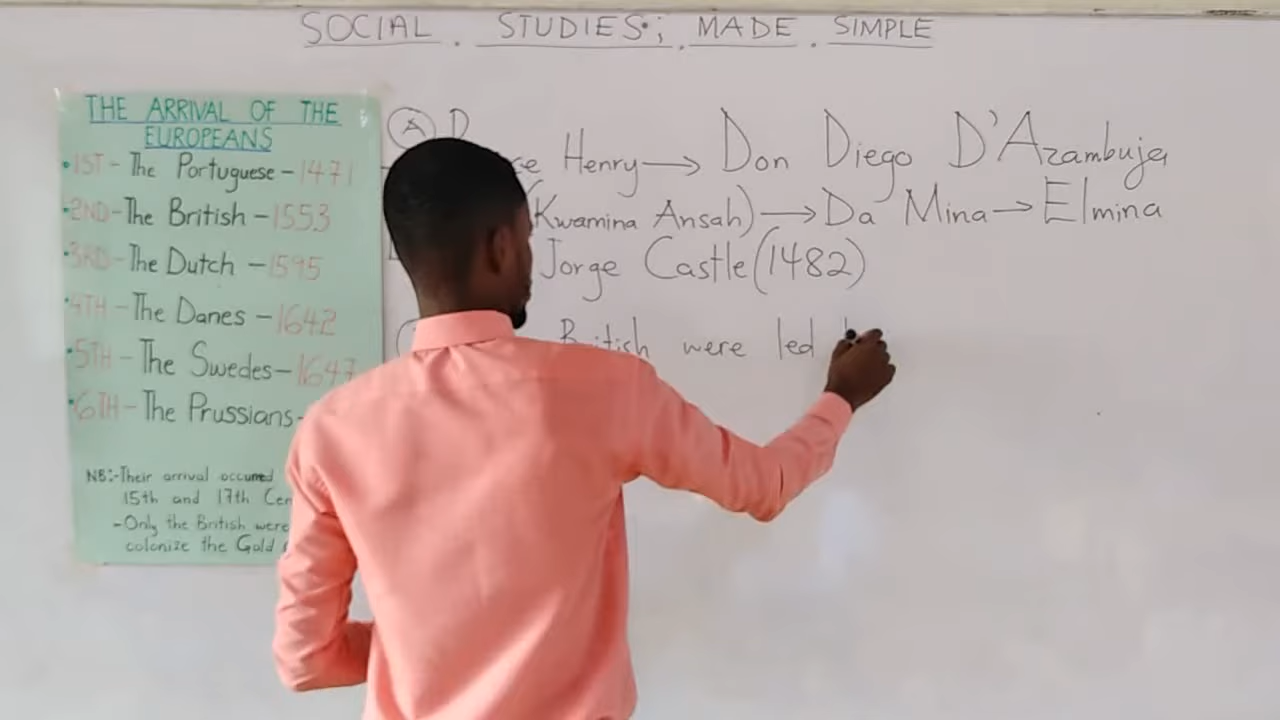 SOCIAL . STUDIES; . MADE . SIMPLE
THE ARRIVAL OF THE
EUROPEANS
1ST - The Portuguese - 1471
2ND - The British - 1553
3RD - The Dutch - 1595
4TH - The Danes - 1642
5TH - The Swedes - 1647
6TH - The Prussians -
NB:- Their arrival occured
15th and 17th
- Only the British were
colonize the Gold
(A)
Henry → Don Diego D'Azambuja
(Kwamina Ansah) → Da Mina → Elmina
Jorge Castle (1482)
British were led